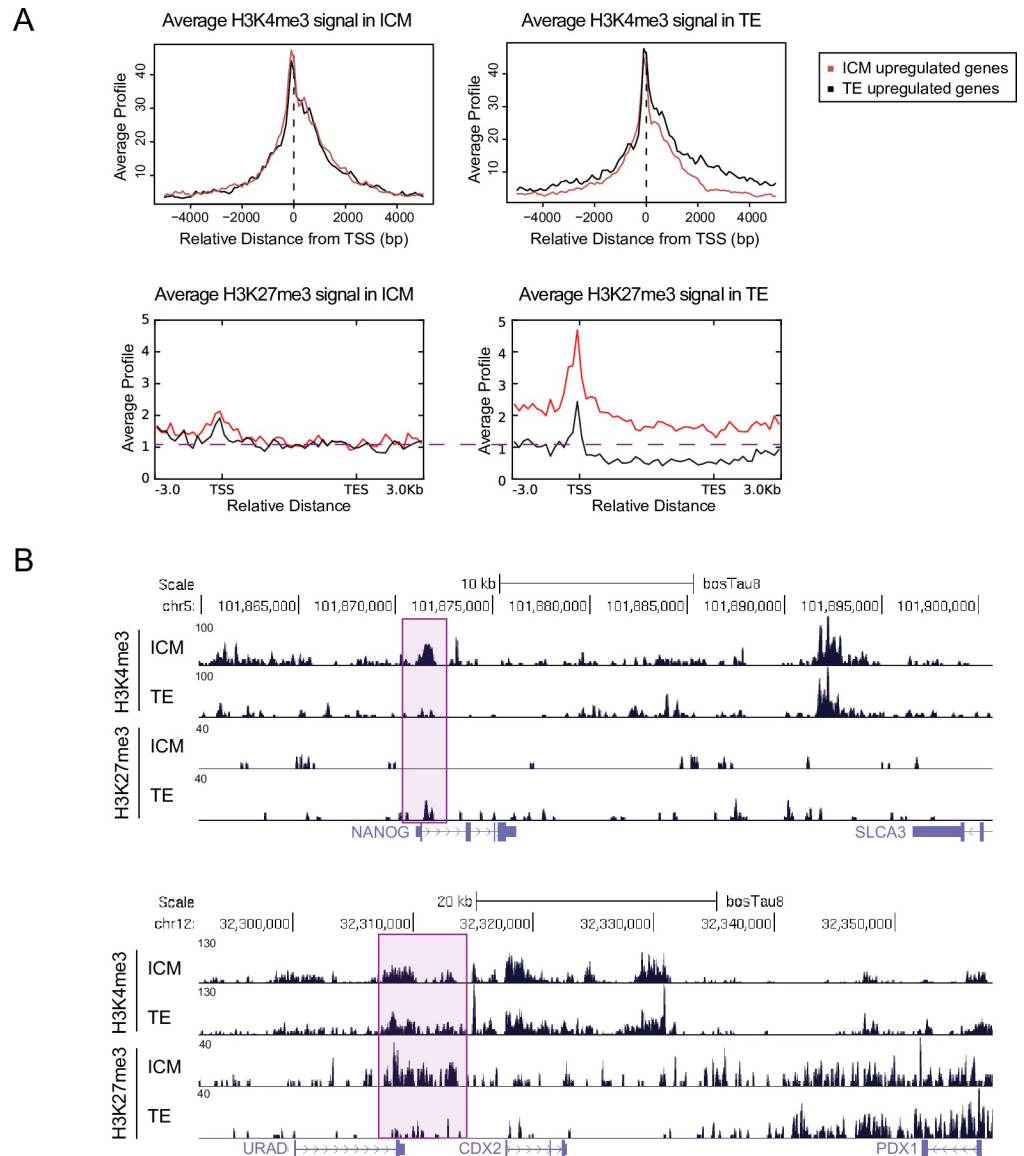 A
Average H3K4me3 signal in ICM
Average H3K4me3 signal in TE
ICM upregulated genes
TE upregulated genes
Average Profile
40
30
20
10
−4000 −2000 0 2000 4000
Relative Distance from TSS (bp)
Average Profile
40
30
20
10
−4000 −2000 0 2000 4000
Relative Distance from TSS (bp)
Average H3K27me3 signal in ICM
Average H3K27me3 signal in TE
Average Profile
5
4
3
2
1
0
-3.0 TSS TES 3.0Kb
Relative Distance
Average Profile
5
4
3
2
1
0
-3.0 TSS TES 3.0Kb
Relative Distance
B
Scale 10 kb bosTau8
chr5: 101,865,000 101,870,000 101,875,000 101,880,000 101,885,000 101,890,000 101,895,000 101,900,000
H3K4me3
100
ICM
100
TE
H3K27me3
40
ICM
40
TE
NANOG SLCA3
Scale 20 kb bosTau8
chr12: 32,300,000 32,310,000 32,320,000 32,330,000 32,340,000 32,350,000
H3K4me3
130
ICM
130
TE
H3K27me3
40
ICM
40
TE
URAD CDX2 PDX1